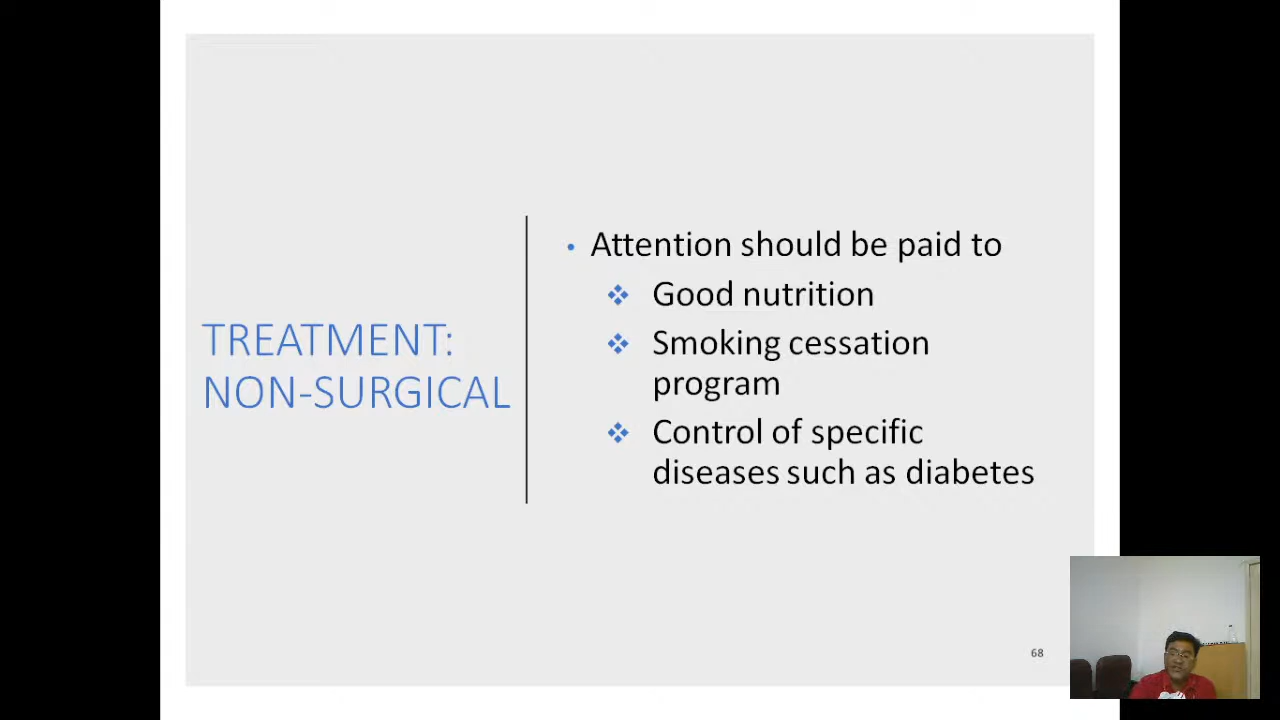 TREATMENT:
NON-SURGICAL
• Attention should be paid to
❖ Good nutrition
❖ Smoking cessation
program
❖ Control of specific
diseases such as diabetes
68